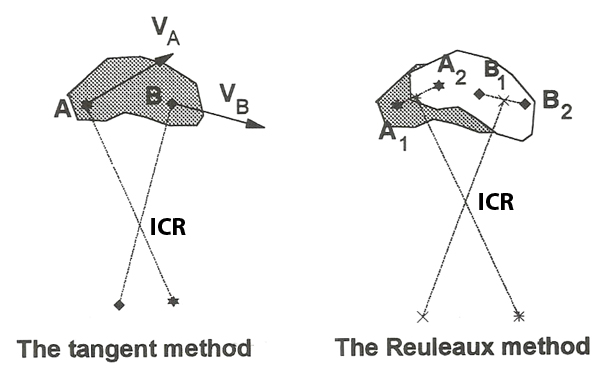 V_A
A
B
V_B
ICR
The tangent method
A_2
B_1
B_2
A_1
ICR
The Reuleaux method